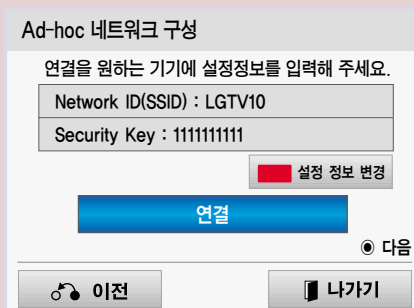 Ad-hoc 네트워크 구성
연결을 원하는 기기에 설정정보를 입력해 주세요.
Network ID(SSID) : LGTV10
Security Key : 1111111111
설정 정보 변경
연결
다음
이전
나가기